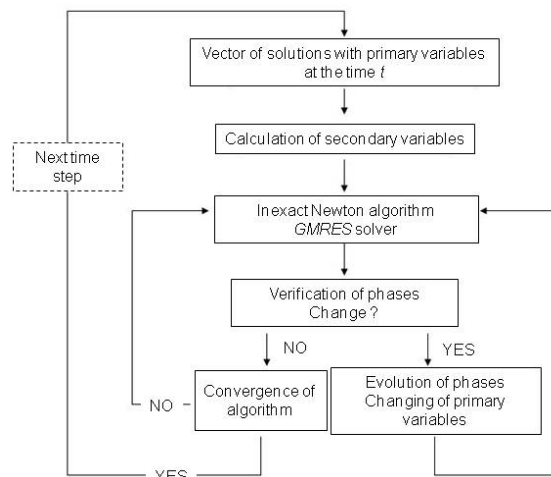 Vector of solutions with primary variables
at the time t
Calculation of secondary variables
Next time
step
Inexact Newton algorithm
GMRES solver
Verification of phases
Change ?
NO
YES
NO
Convergence of
algorithm
Evolution of phases
Changing of primary
variables
YES